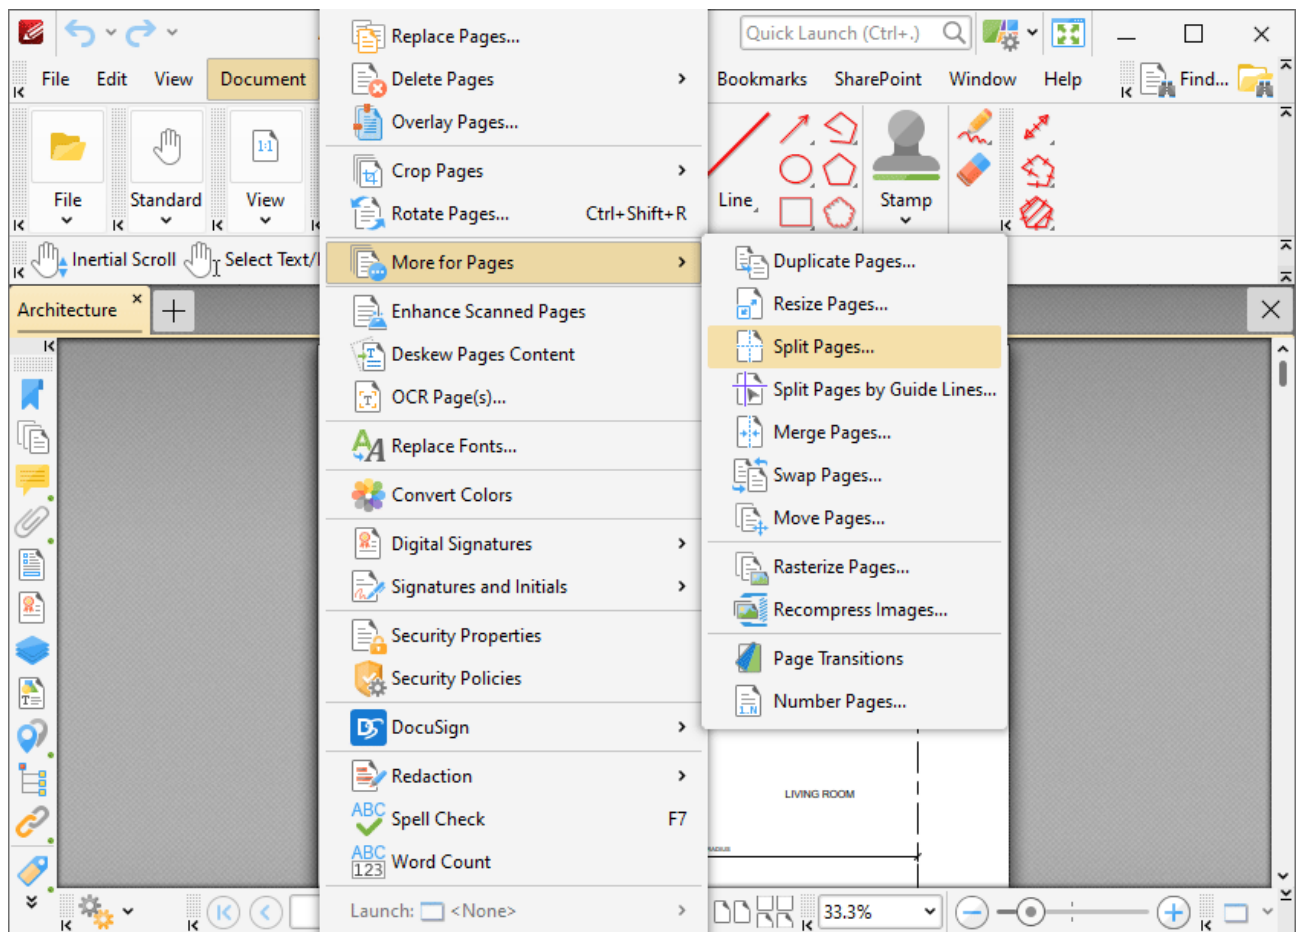 Quick Launch (Ctrl+.)
File Edit View Document Bookmarks SharePoint Window Help Find...
File
Standard
View
1:1
Line
Stamp
Inertial Scroll
Select Text/
Architecture
Replace Pages...
Delete Pages
Overlay Pages...
Crop Pages
Rotate Pages... Ctrl+Shift+R
More for Pages
Enhance Scanned Pages
Deskew Pages Content
OCR Page(s)...
Replace Fonts...
Convert Colors
Digital Signatures
Signatures and Initials
Security Properties
Security Policies
DocuSign
Redaction
Spell Check F7
Word Count
Launch: <None>
Duplicate Pages...
Resize Pages...
Split Pages...
Split Pages by Guide Lines...
Merge Pages...
Swap Pages...
Move Pages...
Rasterize Pages...
Recompress Images...
Page Transitions
Number Pages...
LIVING ROOM
33.3%